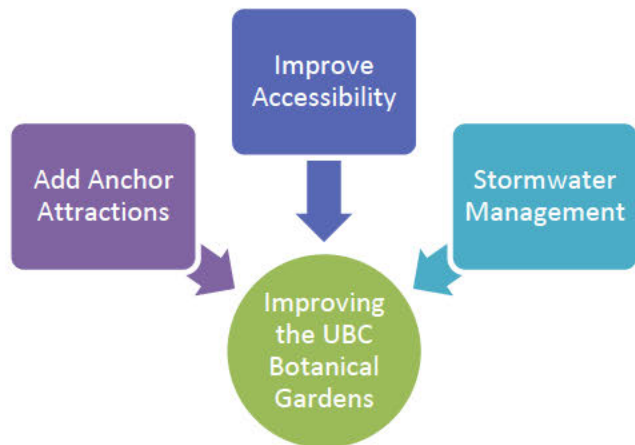 Improve
Accessibility
Add Anchor
Attractions
Stormwater
Management
Improving
the UBC
Botanical
Gardens